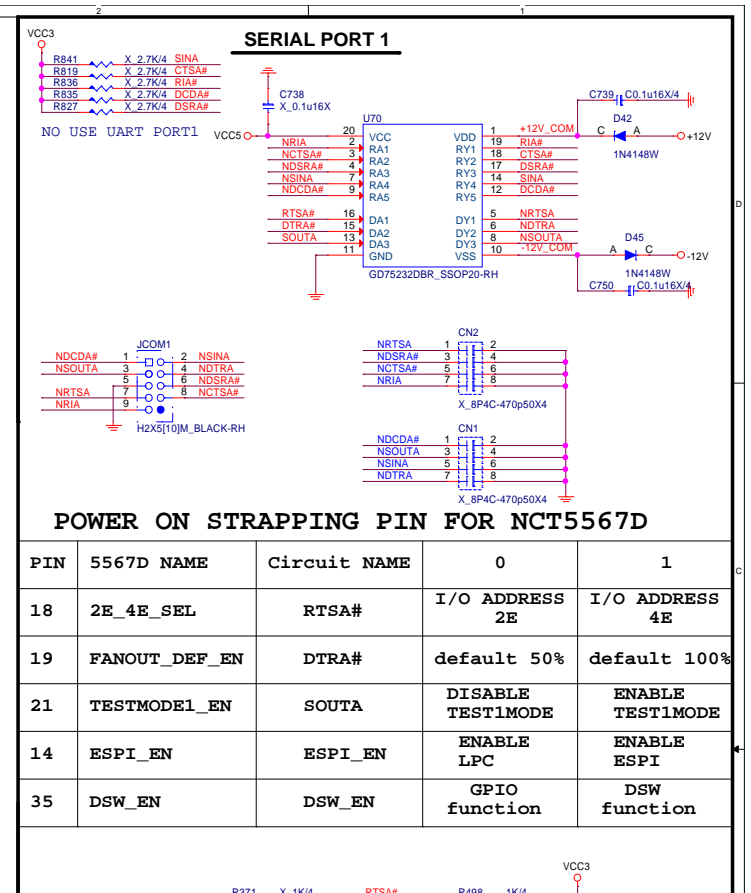 2
1
VCC3
SERIAL PORT 1
R841 X_2.7K/4 SINA
R819 X_2.7K/4 CTSA#
R836 X_2.7K/4 RIA#
R835 X_2.7K/4 DCDA#
R827 X_2.7K/4 DSRA#
NO USE UART PORT1
C738
X_0.1u16X
VCC5
C739 C0.1u16X/4
D42
C A
+12V
1N4148W
U70
20 VCC VDD 1 +12V_COM
NRIA 2 RA1 RY1 19 RIA#
NCTSA# 3 RA2 RY2 18 CTSA#
NDSRA# 4 RA3 RY3 17 DSRA#
NSINA 7 RA4 RY4 14 SINA
NDCDA# 9 RA5 RY5 12 DCDA#
RTSA# 16 DA1 DY1 5 NRTSA
DTRA# 15 DA2 DY2 6 NDTRA
SOUTA 13 DA3 DY3 8 NSOUTA
11 GND VSS 10 -12V_COM
GD75232DBR_SSOP20-RH
D45
A C
-12V
1N4148W
C750 C0.1u16X/4
D
JCOM1
NDCDA# 1 2 NSINA
NSOUTA 3 4 NDTRA
5 6 NDSRA#
NRTSA 7 8 NCTSA#
NRIA 9
H2X5[10]M_BLACK-RH
CN2
NRTSA 1 2
NDSRA# 3 4
NCTSA# 5 6
NRIA 7 8
X_8P4C-470p50X4
CN1
NDCDA# 1 2
NSOUTA 3 4
NSINA 5 6
NDTRA 7 8
X_8P4C-470p50X4
POWER ON STRAPPING PIN FOR NCT5567D
PIN 5567D NAME Circuit NAME 0 1
18 2E_4E_SEL RTSA# I/O ADDRESS 2E I/O ADDRESS 4E
19 FANOUT_DEF_EN DTRA# default 50% default 100%
21 TESTMODE1_EN SOUTA DISABLE TEST1MODE ENABLE TEST1MODE
14 ESPI_EN ESPI_EN ENABLE LPC ENABLE ESPI
35 DSW_EN DSW_EN GPIO function DSW function
C
VCC3
R371 X_1K/4 RTSA# R498 1K/4